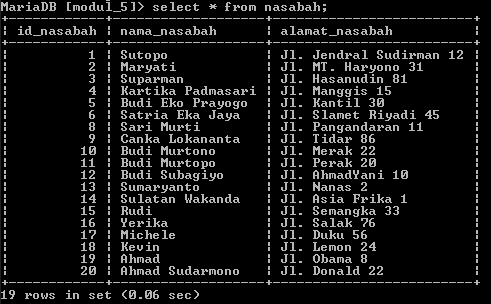 MariaDB [modul_5]> select * from nasabah;
id_nasabah | nama_nasabah | alamat_nasabah
1 | Sutopo | Jl. Jendral Sudirman 12
2 | Maryati | Jl. MT. Haryono 31
3 | Suparman | Jl. Hasanudin 81
4 | Kartika Padmasari | Jl. Manggis 15
5 | Budi Eko Prayogo | Jl. Kantil 30
6 | Satria Eka Jaya | Jl. Slamet Riyadi 45
8 | Sari Murti | Jl. Pangandaran 11
9 | Canka Lokananta | Jl. Tidar 86
10 | Budi Murtono | Jl. Merak 22
11 | Budi Murtopo | Jl. Perak 20
12 | Budi Subagiyo | Jl. AhmadYani 10
13 | Sumaryanto | Jl. Nanas 2
14 | Sulatan Wakanda | Jl. Asia Frika 1
15 | Rudi | Jl. Semangka 33
16 | Yerika | Jl. Salak 76
17 | Michele | Jl. Duku 56
18 | Kevin | Jl. Lemon 24
19 | Ahmad | Jl. Obama 8
20 | Ahmad Sudarmono | Jl. Donald 22
19 rows in set (0.06 sec)